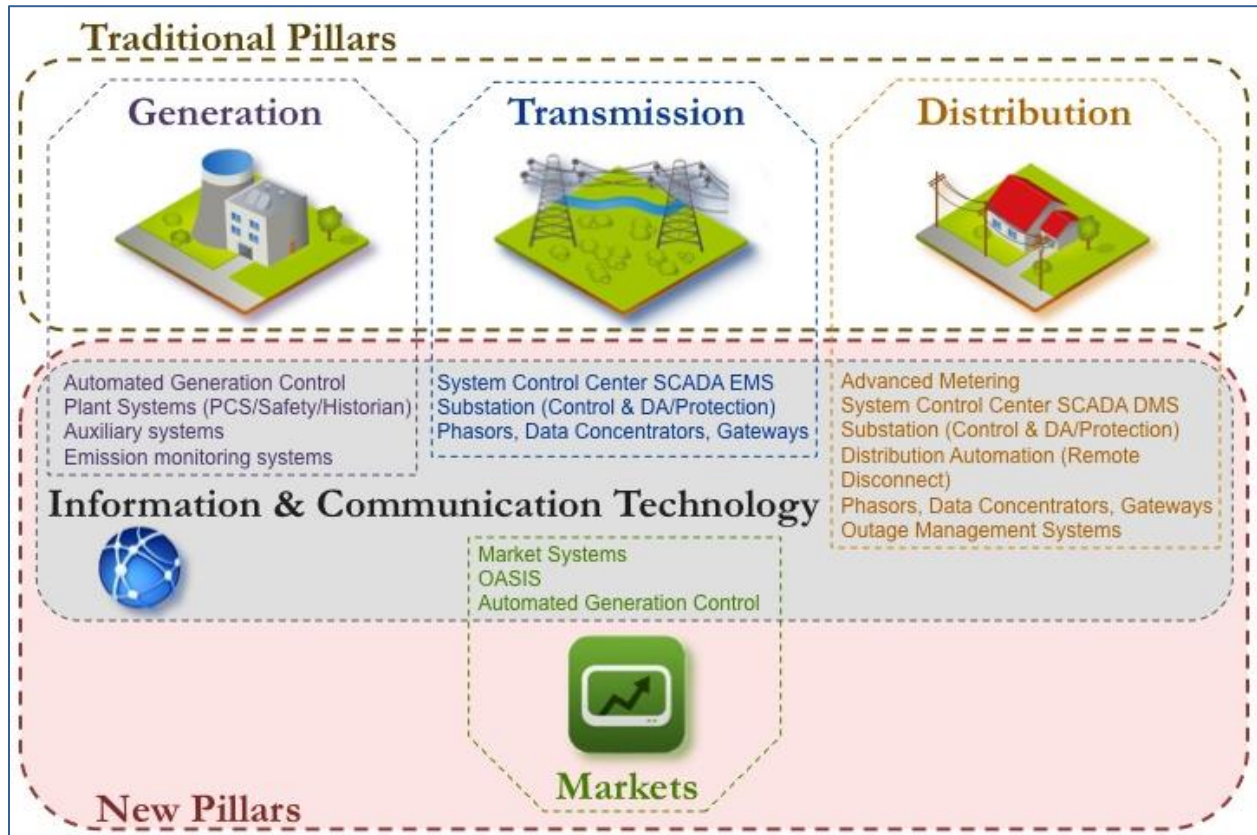 Traditional Pillars
Generation
Transmission
Distribution
Automated Generation Control
Plant Systems (PCS/Safety/Historian)
Auxiliary systems
Emission monitoring systems
System Control Center SCADA EMS
Substation (Control & DA/Protection)
Phasors, Data Concentrators, Gateways
Advanced Metering
System Control Center SCADA DMS
Substation (Control & DA/Protection)
Distribution Automation (Remote
Disconnect)
Phasors, Data Concentrators, Gateways
Outage Management Systems
Information & Communication Technology
Market Systems
OASIS
Automated Generation Control
Markets
New Pillars